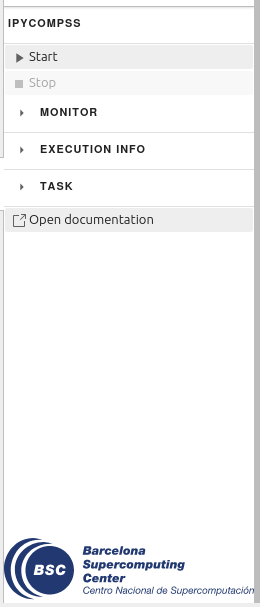 IPYCOMPSS
Start
Stop
MONITOR
EXECUTION INFO
TASK
Open documentation
BSC
Barcelona
Supercomputing
Center
Centro Nacional de Supercomputación